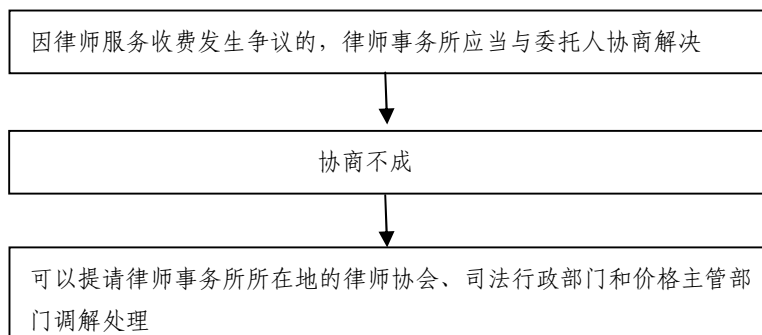 因律师服务收费发生争议的，律师事务所应当与委托人协商解决
协商不成
可以提请律师事务所所在地的律师协会、司法行政部门和价格主管部
门调解处理